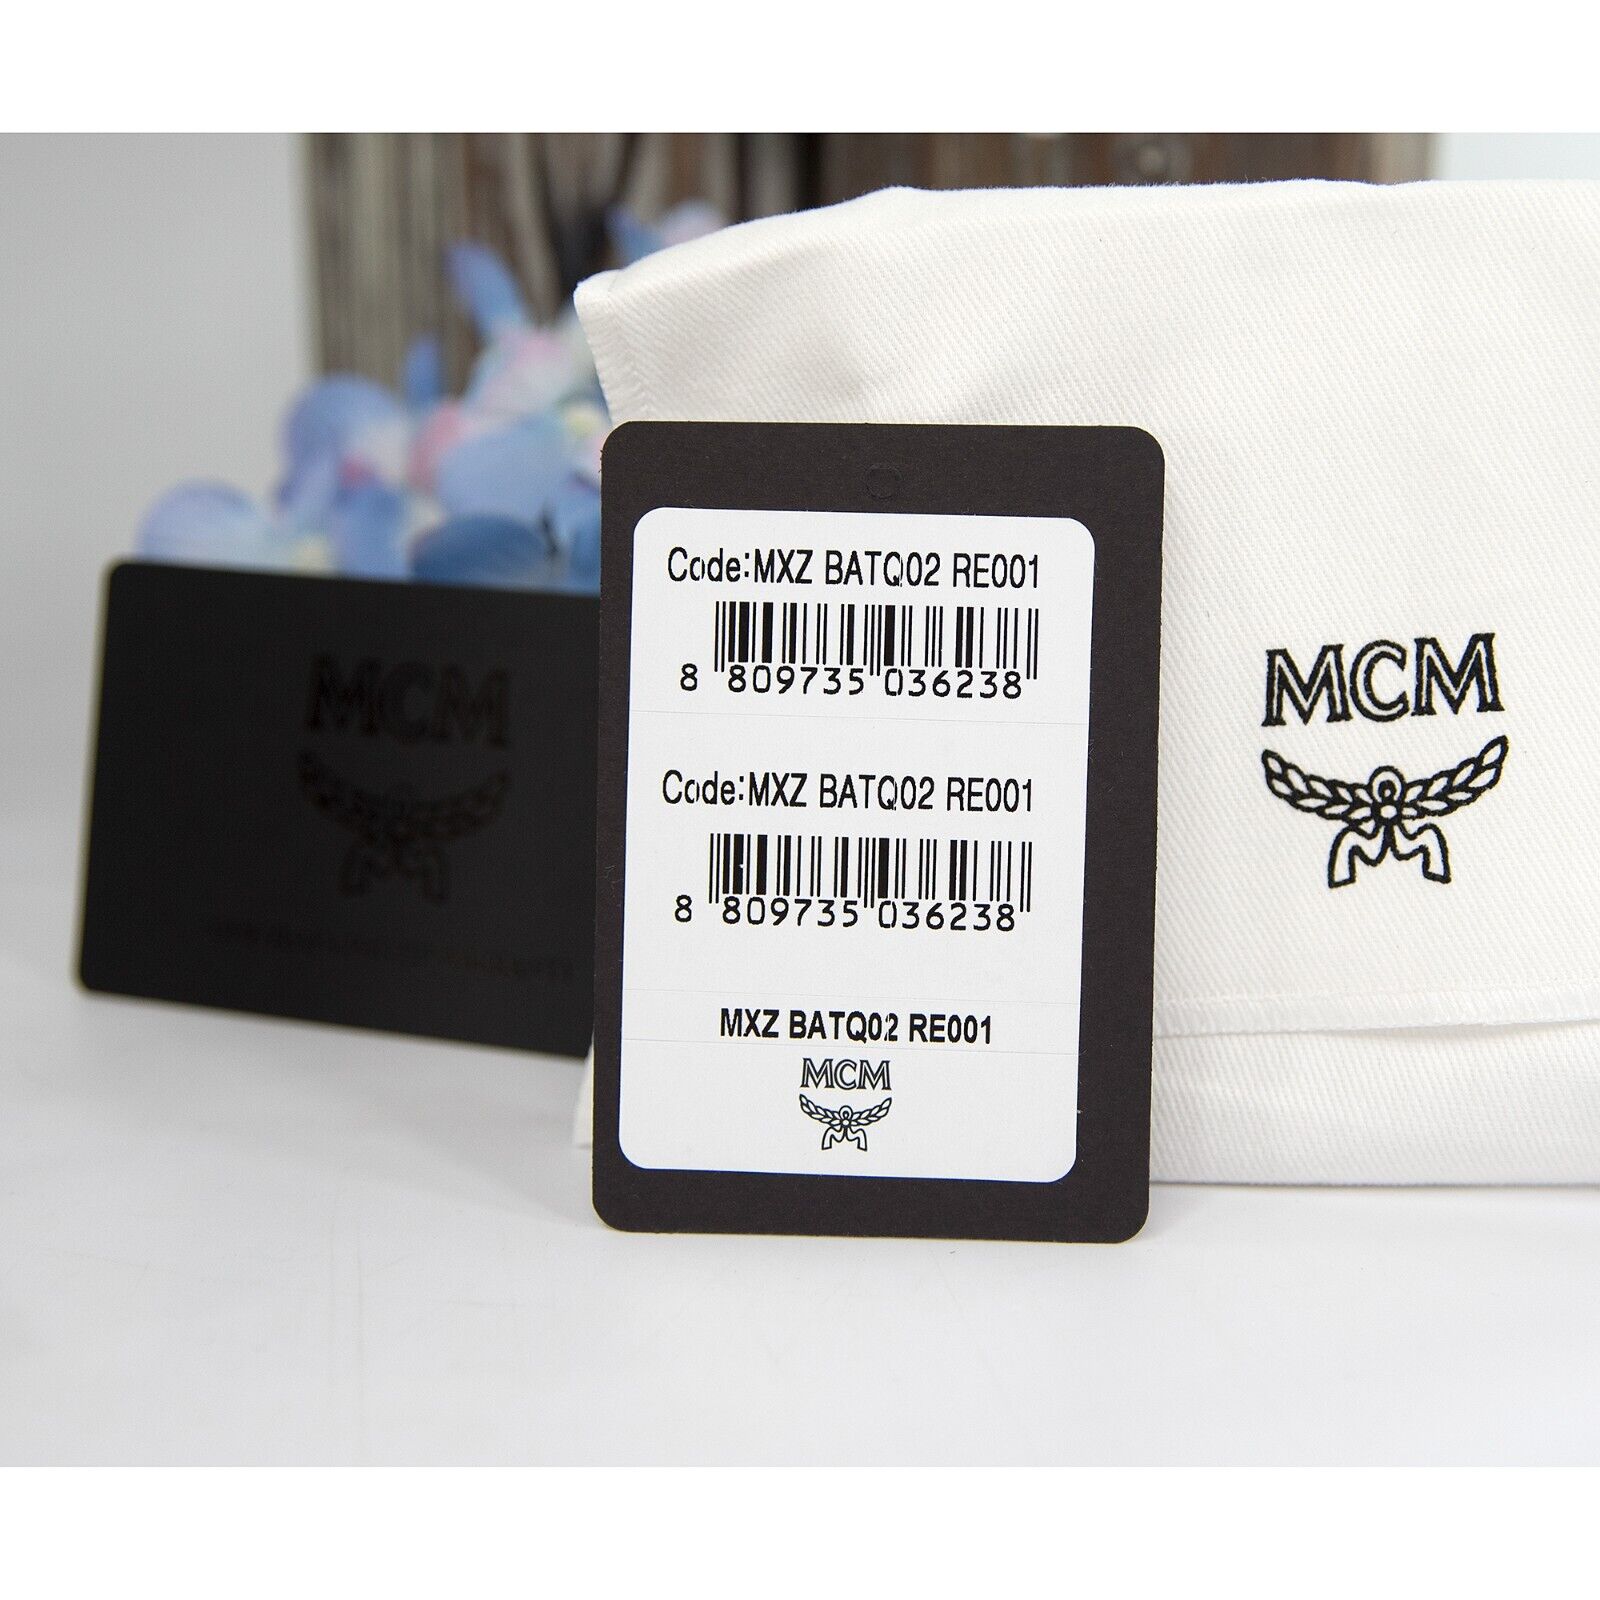 Code:MXZ BATQ02 RE001
8 809735 036238
Code:MXZ BATQ02 RE001
8 809735 036238
MXZ BATQ02 RE001
MCM
MCM
MCM